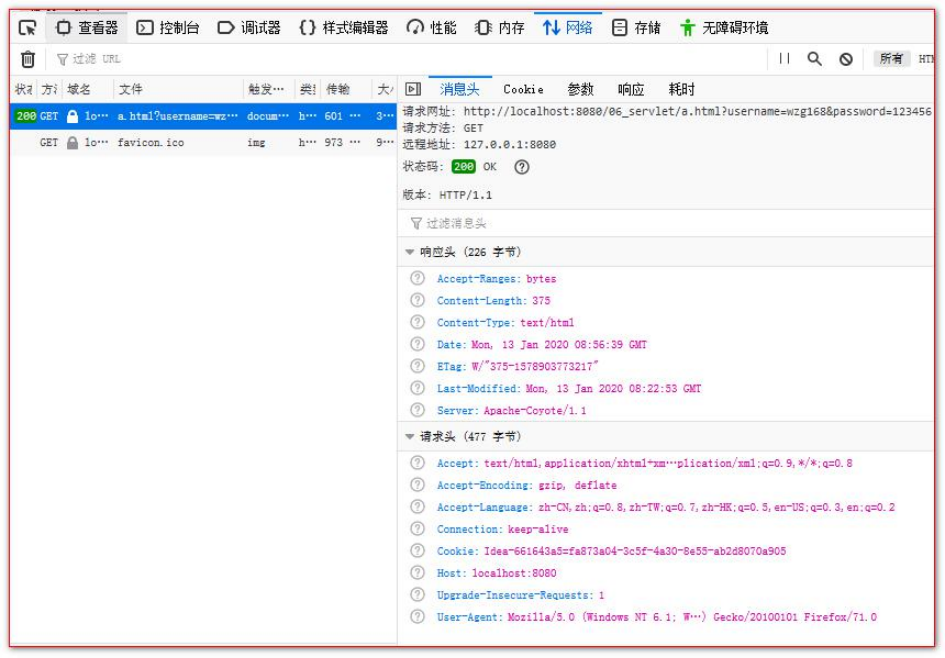 查看器 控制台 调试器 样式编辑器 性能 内存 网络 存储 无障碍环境
过滤 URL 所有
域名 文件 触发… 传输 消息头 Cookie 参数 响应 耗时
200 GET lo… a.html?username=wz… docum… h… 601 … 3…
GET lo… favicon.ico img h… 973 … 9…
请求网址: http://localhost:8080/06_servlet/a.html?username=wzg168&password=123456
请求方法: GET
远程地址: 127.0.0.1:8080
状态码: 200 OK
版本: HTTP/1.1
过滤消息头
响应头 (226 字节)
Accept-Ranges: bytes
Content-Length: 375
Content-Type: text/html
Date: Mon, 13 Jan 2020 08:56:39 GMT
ETag: W/"375-1578903773217"
Last-Modified: Mon, 13 Jan 2020 08:22:53 GMT
Server: Apache-Coyote/1.1
请求头 (477 字节)
Accept: text/html,application/xhtml+xm…plication/xml;q=0.9,*/*;q=0.8
Accept-Encoding: gzip, deflate
Accept-Language: zh-CN,zh;q=0.8,zh-TW;q=0.7,zh-HK;q=0.5,en-US;q=0.3,en;q=0.2
Connection: keep-alive
Cookie: Idea-661643a8=fa873a04-3c5f-4a30-8e55-ab2d8070a905
Host: localhost:8080
Upgrade-Insecure-Requests: 1
User-Agent: Mozilla/5.0 (Windows NT 6.1; W…) Gecko/20100101 Firefox/71.0